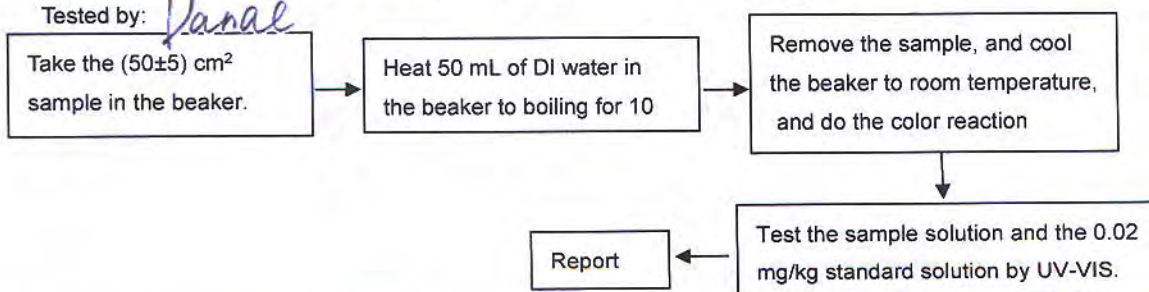 Tested by:
Take the (50±5) cm²
sample in the beaker.
Heat 50 mL of DI water in
the beaker to boiling for 10
Remove the sample, and cool
the beaker to room temperature,
and do the color reaction
Test the sample solution and the 0.02
mg/kg standard solution by UV-VIS.
Report